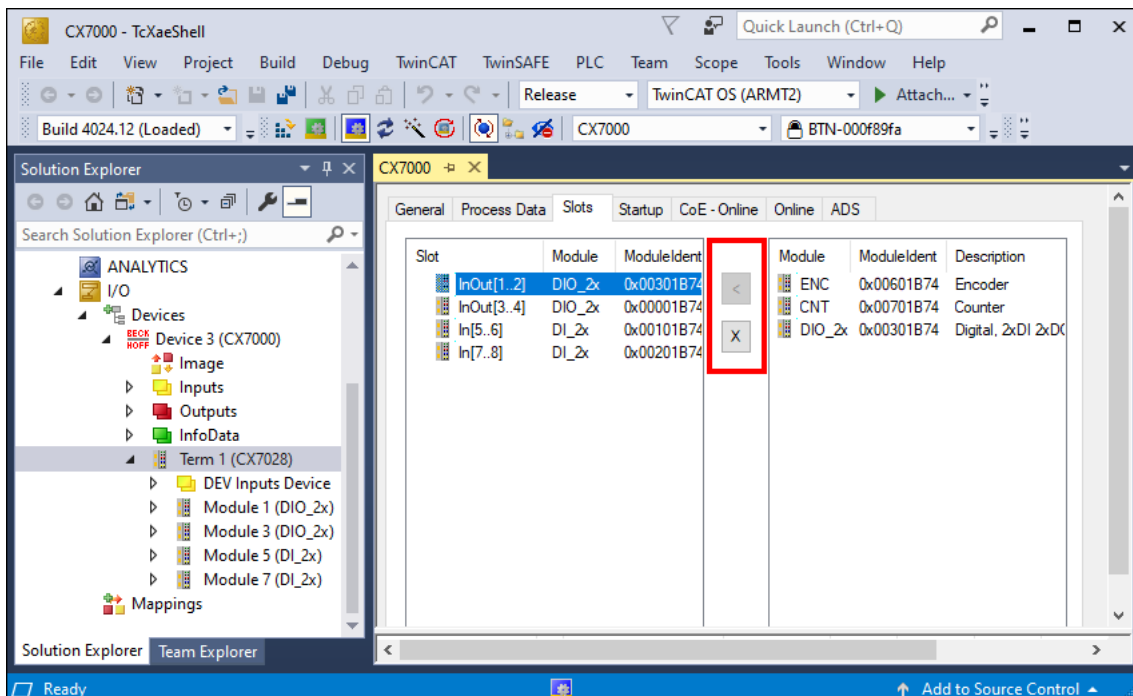 CX7000 - TcXaeShell
Quick Launch (Ctrl+Q)
File Edit View Project Build Debug TwinCAT TwinSAFE PLC Team Scope Tools Window Help
Release TwinCAT OS (ARMT2) Attach...
Build 4024.12 (Loaded) CX7000 BTN-000f89fa
Solution Explorer
Search Solution Explorer (Ctrl+;)
ANALYTICS
I/O
Devices
BECKHOFF Device 3 (CX7000)
Image
Inputs
Outputs
InfoData
Term 1 (CX7028)
DEV Inputs Device
Module 1 (DIO_2x)
Module 3 (DIO_2x)
Module 5 (DI_2x)
Module 7 (DI_2x)
Mappings
Solution Explorer Team Explorer
CX7000
General Process Data Slots Startup CoE - Online Online ADS
Slot Module ModuleIdent
InOut[1..2] DIO_2x 0x00301B74
InOut[3..4] DIO_2x 0x00001B74
In[5..6] DI_2x 0x00101B74
In[7..8] DI_2x 0x00201B74
<
X
Module ModuleIdent Description
ENC 0x00601B74 Encoder
CNT 0x00701B74 Counter
DIO_2x 0x00301B74 Digital, 2xDI 2xDO
Ready Add to Source Control